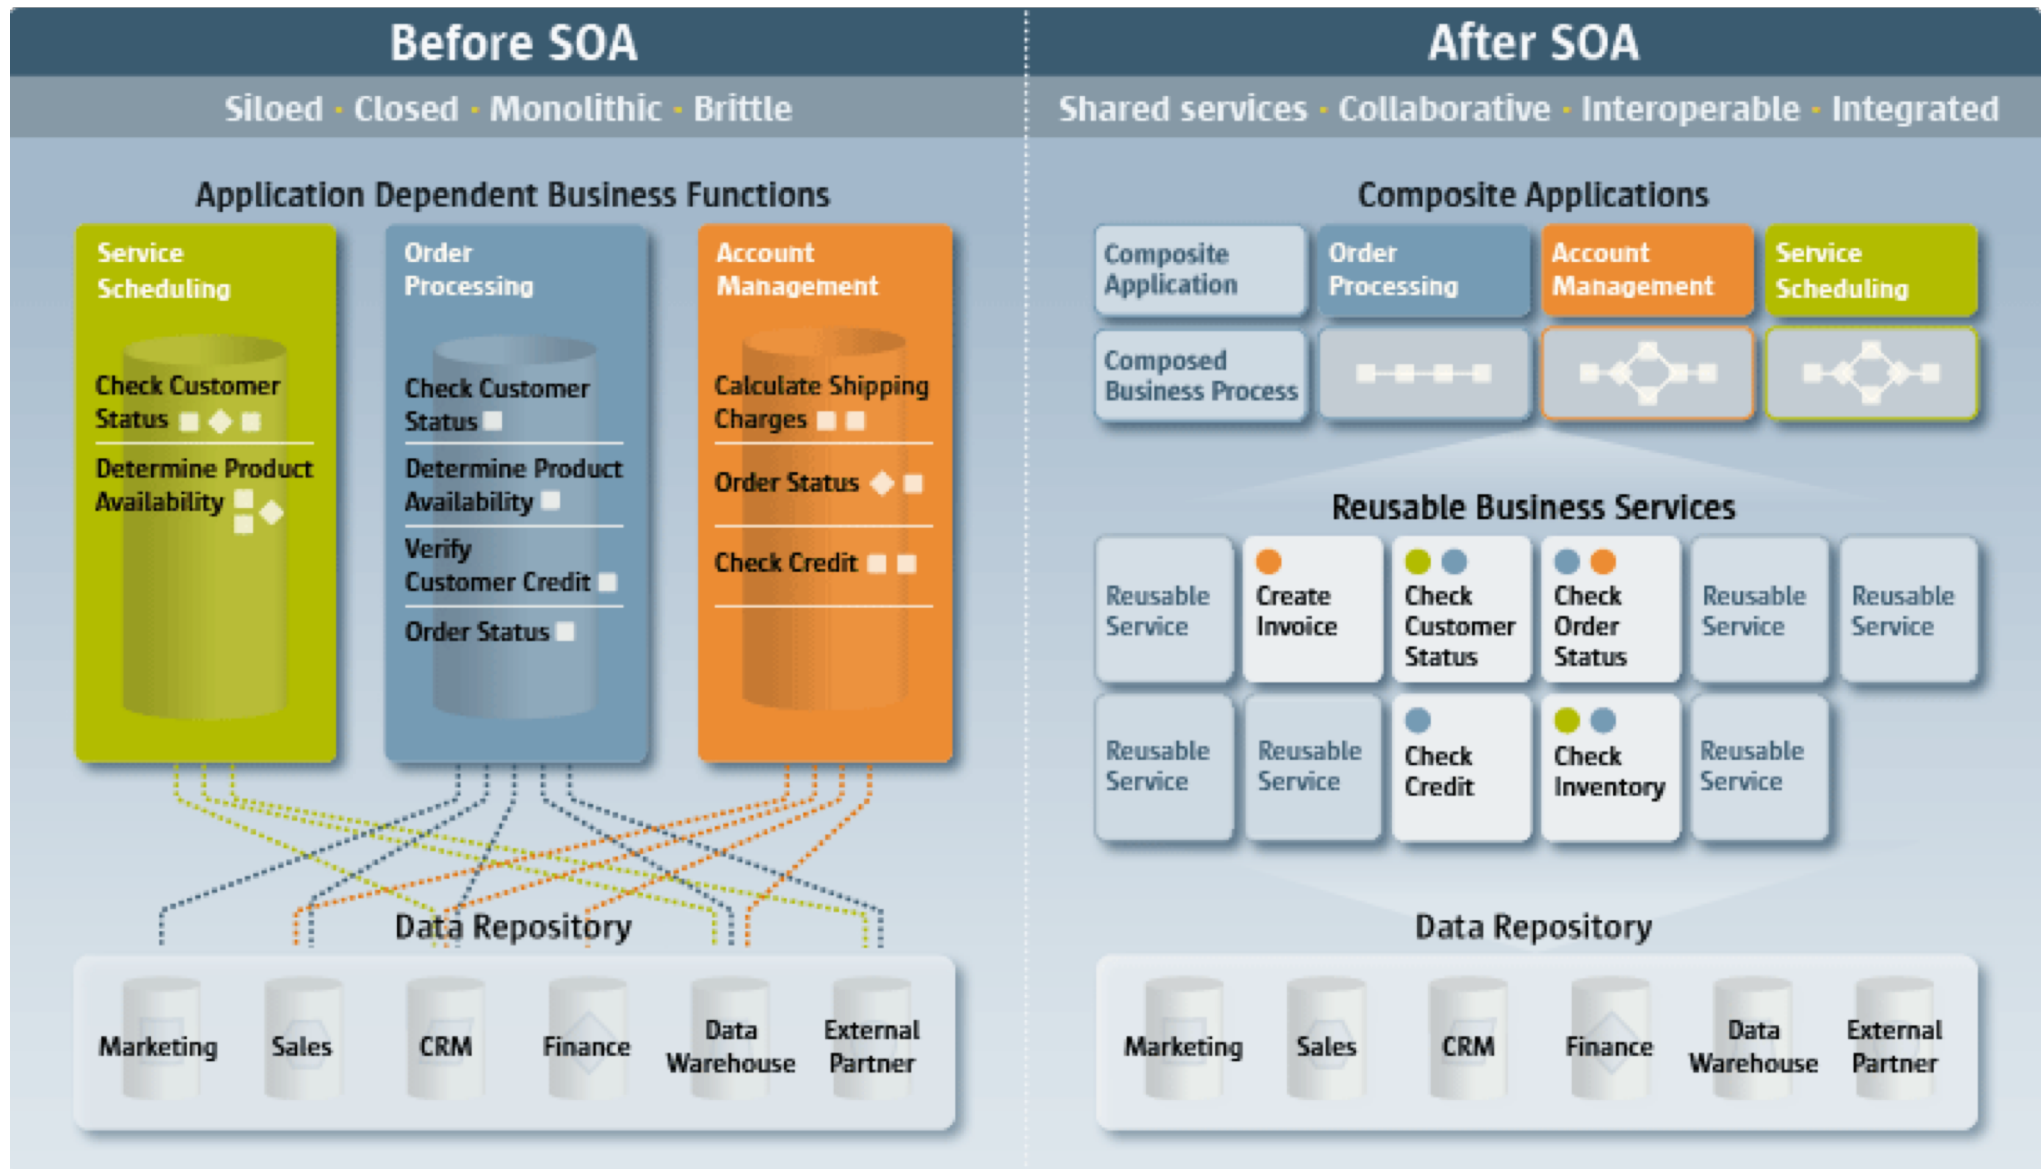 Before SOA
Siloed · Closed · Monolithic · Brittle
Application Dependent Business Functions
Service
Scheduling
Check Customer
Status
Determine Product
Availability
Order
Processing
Check Customer
Status
Determine Product
Availability
Verify
Customer Credit
Order Status
Account
Management
Calculate Shipping
Charges
Order Status
Check Credit
Data Repository
Marketing
Sales
CRM
Finance
Data
Warehouse
External
Partner
After SOA
Shared services · Collaborative · Interoperable · Integrated
Composite Applications
Composite
Application
Order
Processing
Account
Management
Service
Scheduling
Composed
Business Process
Reusable Business Services
Reusable
Service
Create
Invoice
Check
Customer
Status
Check
Order
Status
Reusable
Service
Reusable
Service
Reusable
Service
Reusable
Service
Check
Credit
Check
Inventory
Reusable
Service
Data Repository
Marketing
Sales
CRM
Finance
Data
Warehouse
External
Partner